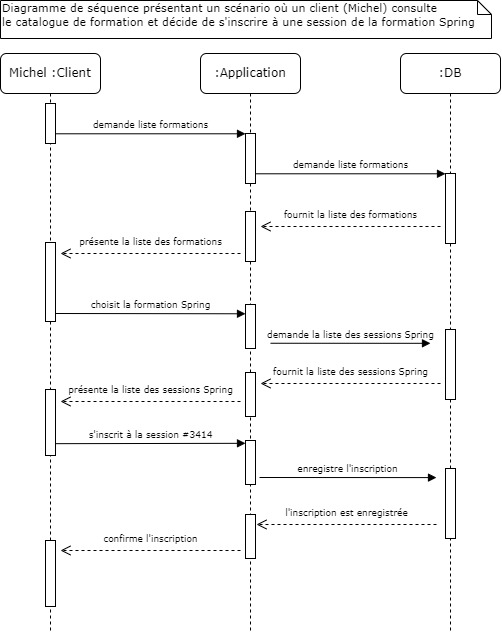 Diagramme de séquence présentant un scénario où un client (Michel) consulte
le catalogue de formation et décide de s'inscrire à une session de la formation Spring
Michel :Client
:Application
:DB
demande liste formations
demande liste formations
fournit la liste des formations
présente la liste des formations
choisit la formation Spring
demande la liste des sessions Spring
fournit la liste des sessions Spring
présente la liste des sessions Spring
s'inscrit à la session #3414
enregistre l'inscription
l'inscription est enregistrée
confirme l'inscription